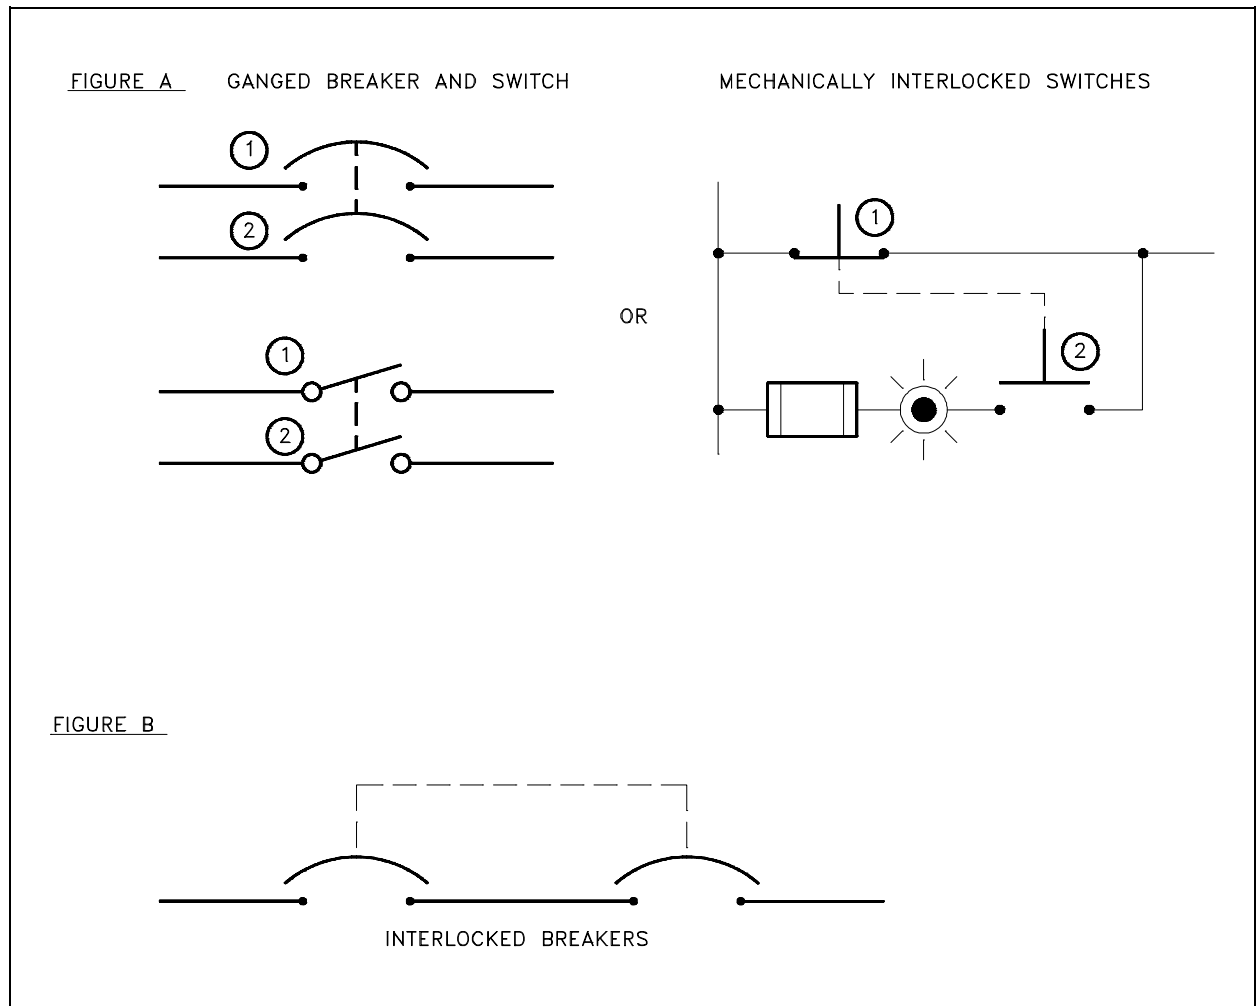 FIGURE A GANGED BREAKER AND SWITCH
MECHANICALLY INTERLOCKED SWITCHES
1
2
1
2
OR
1
2
FIGURE B
INTERLOCKED BREAKERS